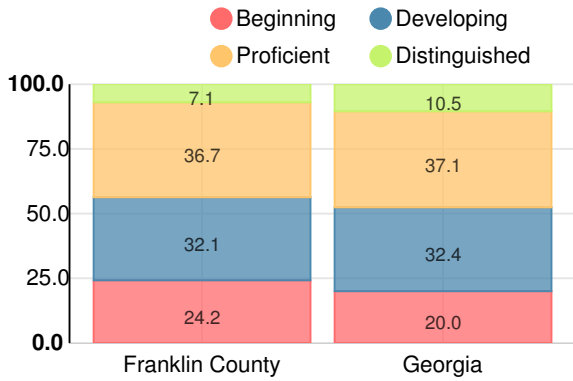 Beginning
Developing
Proficient
Distinguished
100.0
75.0
50.0
25.0
0.0
7.1
36.7
32.1
24.2
10.5
37.1
32.4
20.0
Franklin County
Georgia